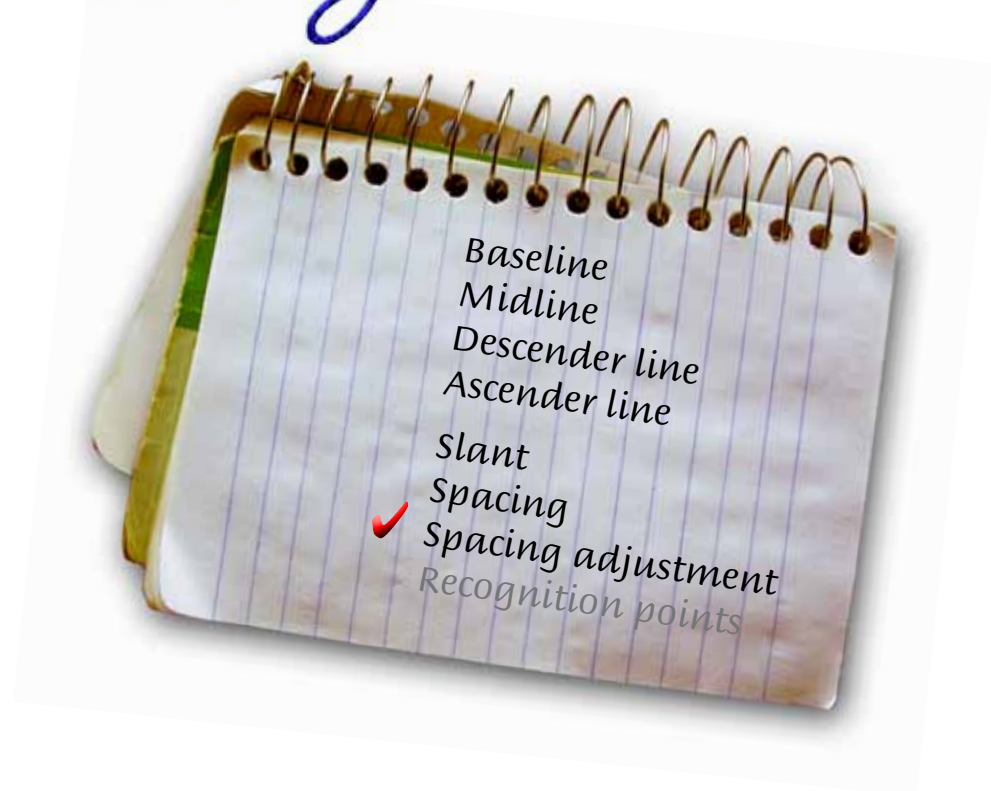 Baseline
Midline
Descender line
Ascender line
Slant
Spacing
Spacing adjustment
Recognition points